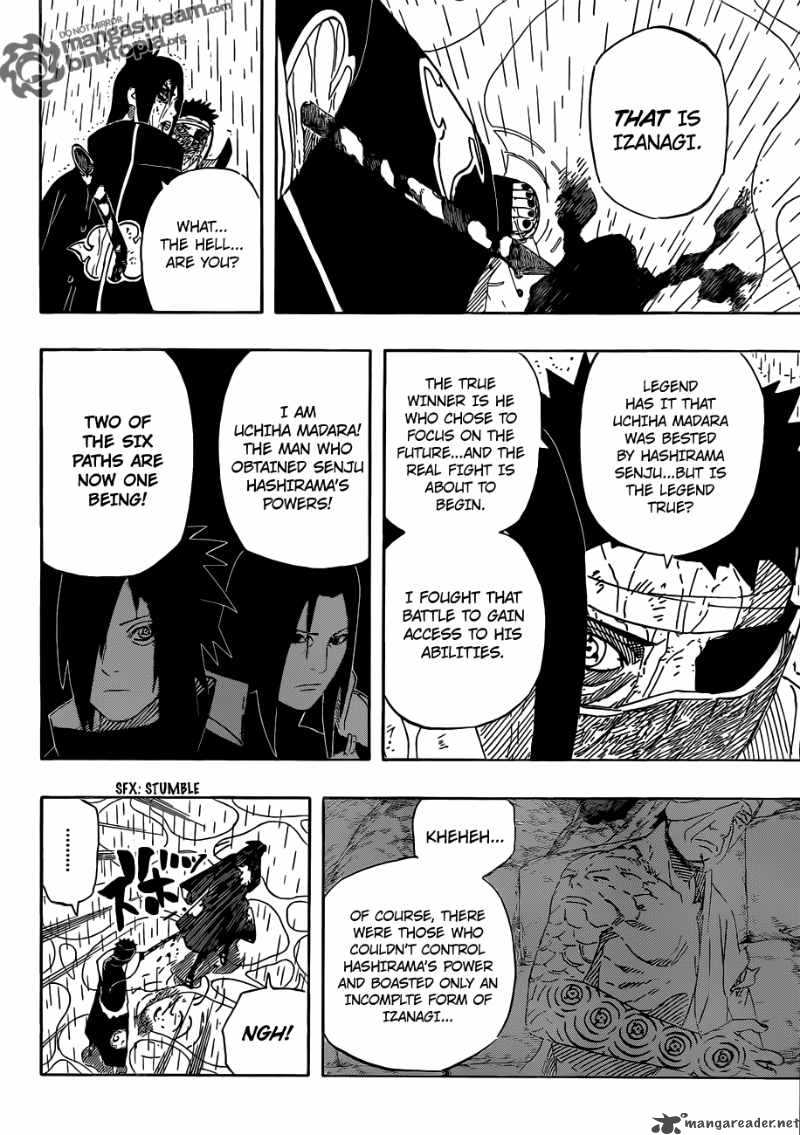 DO NOT MIRROR
mangastream.com
binktopia.ofs
THAT IS
IZANAGI.
WHAT...
THE HELL...
ARE YOU?
LEGEND
HAS IT THAT
UCHIHA MADARA
WAS BESTED
BY HASHIRAMA
SENJU...BUT IS
THE LEGEND
TRUE?
THE TRUE
WINNER IS HE
WHO CHOSE TO
FOCUS ON THE
FUTURE...AND THE
REAL FIGHT IS
ABOUT TO
BEGIN.
I FOUGHT THAT
BATTLE TO GAIN
ACCESS TO HIS
ABILITIES.
I AM
UCHIHA MADARA!
THE MAN WHO
OBTAINED SENJU
HASHIRAMA'S
POWERS!
TWO OF
THE SIX
PATHS ARE
NOW ONE
BEING!
KHEHEH...
OF COURSE, THERE
WERE THOSE WHO
COULDN'T CONTROL
HASHIRAMA'S POWER
AND BOASTED ONLY AN
INCOMPLTE FORM OF
IZANAGI...
SFX: STUMBLE
.........
NGH!
mangareader.net